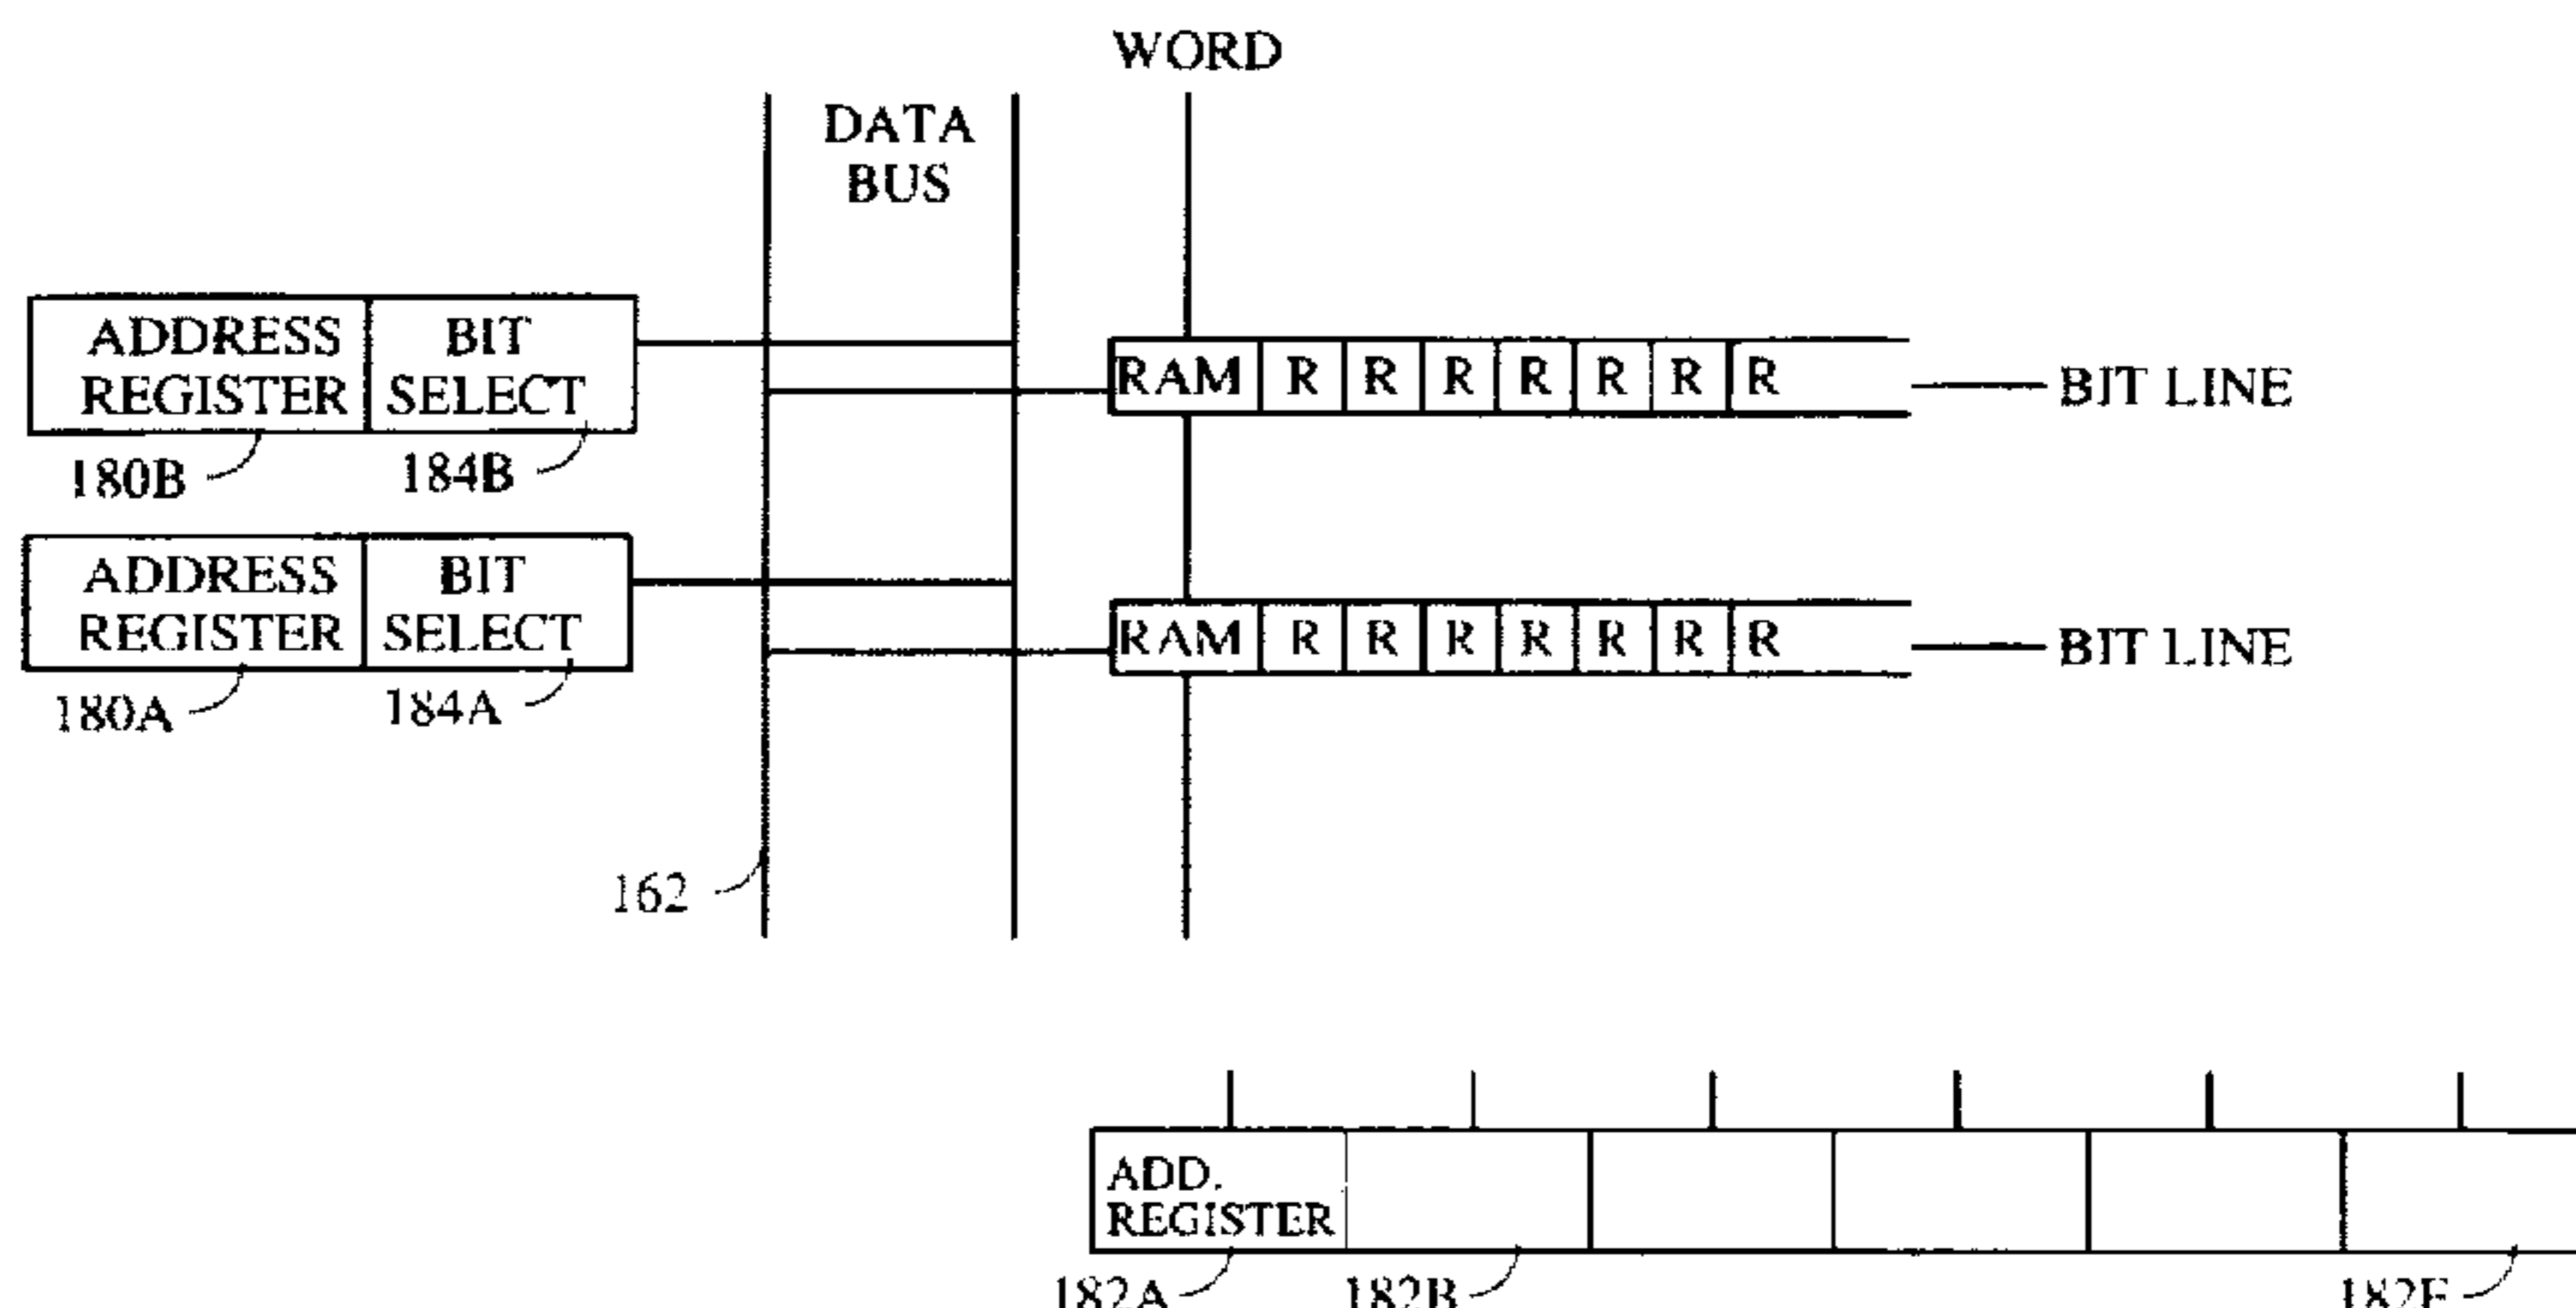 WORD
DATA
BUS
ADDRESS
REGISTER
BIT
SELECT
180B
184B
RAM R R R R R R R
BIT LINE
ADDRESS
REGISTER
BIT
SELECT
180A
184A
RAM R R R R R R R
BIT LINE
162
ADD.
REGISTER
182A
182B